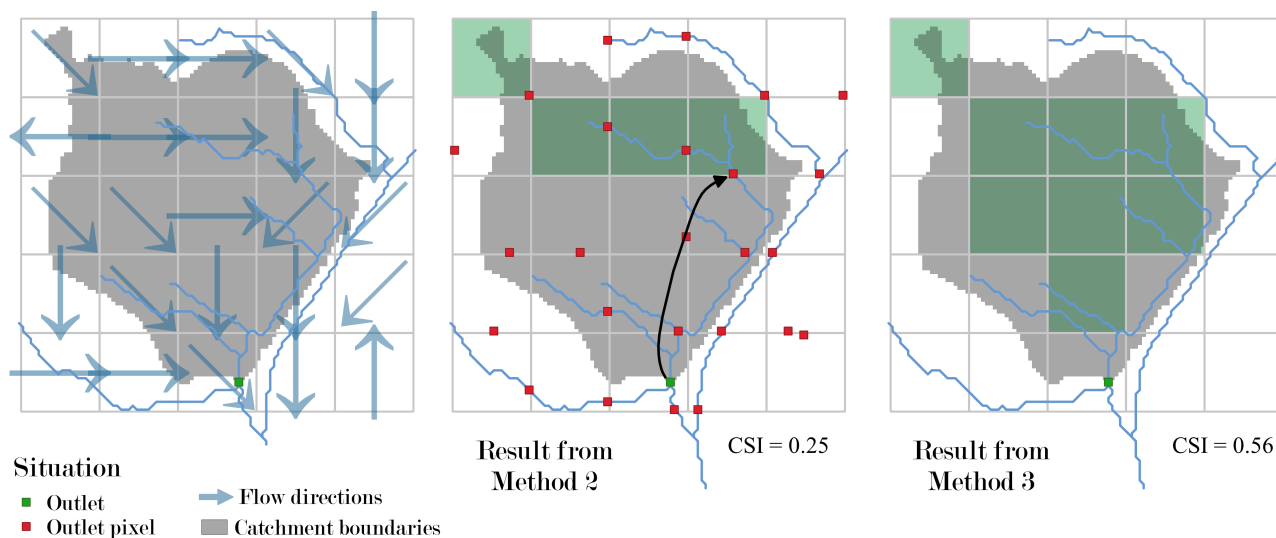 Situation
Outlet
Outlet pixel
Flow directions
Catchment boundaries
Result from
Method 2
CSI = 0.25
Result from
Method 3
CSI = 0.56